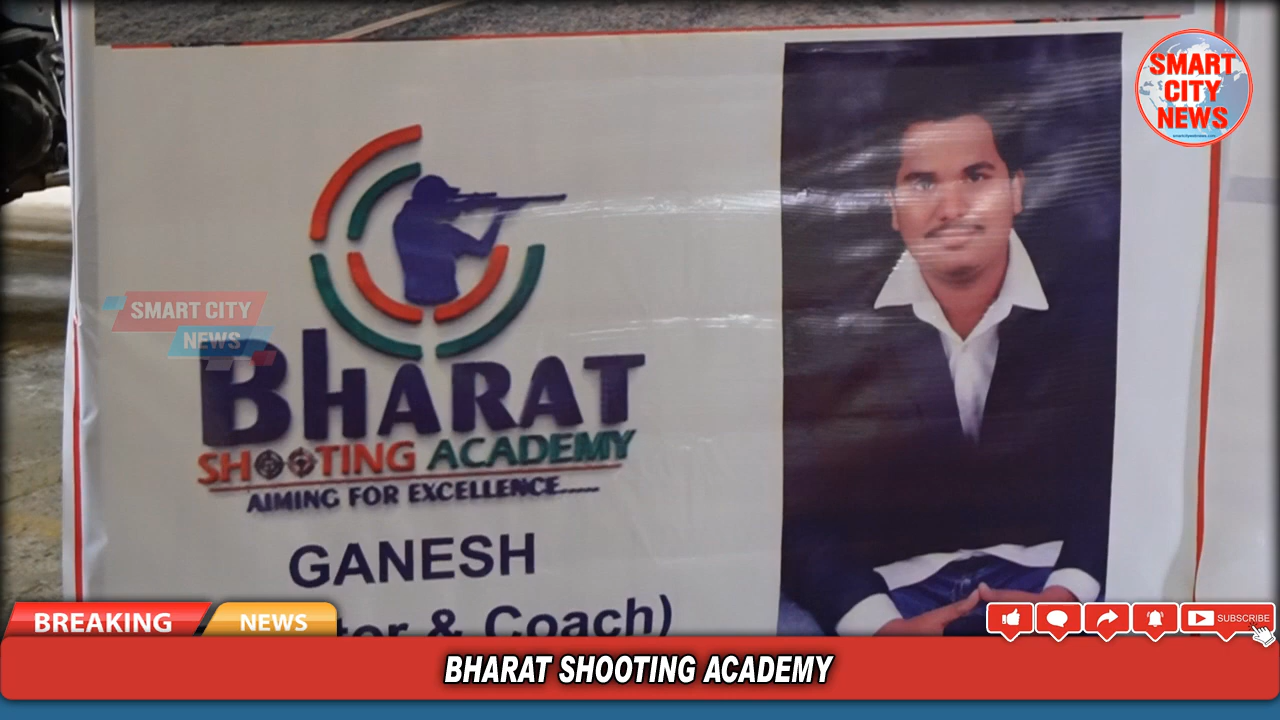 SMART
CITY
NEWS
SMART CITY
NEWS
BHARAT
SHOOTING ACADEMY
AIMING FOR EXCELLENCE.....
GANESH
& Coach)
BREAKING NEWS
SUBSCRIBE
BHARAT SHOOTING ACADEMY